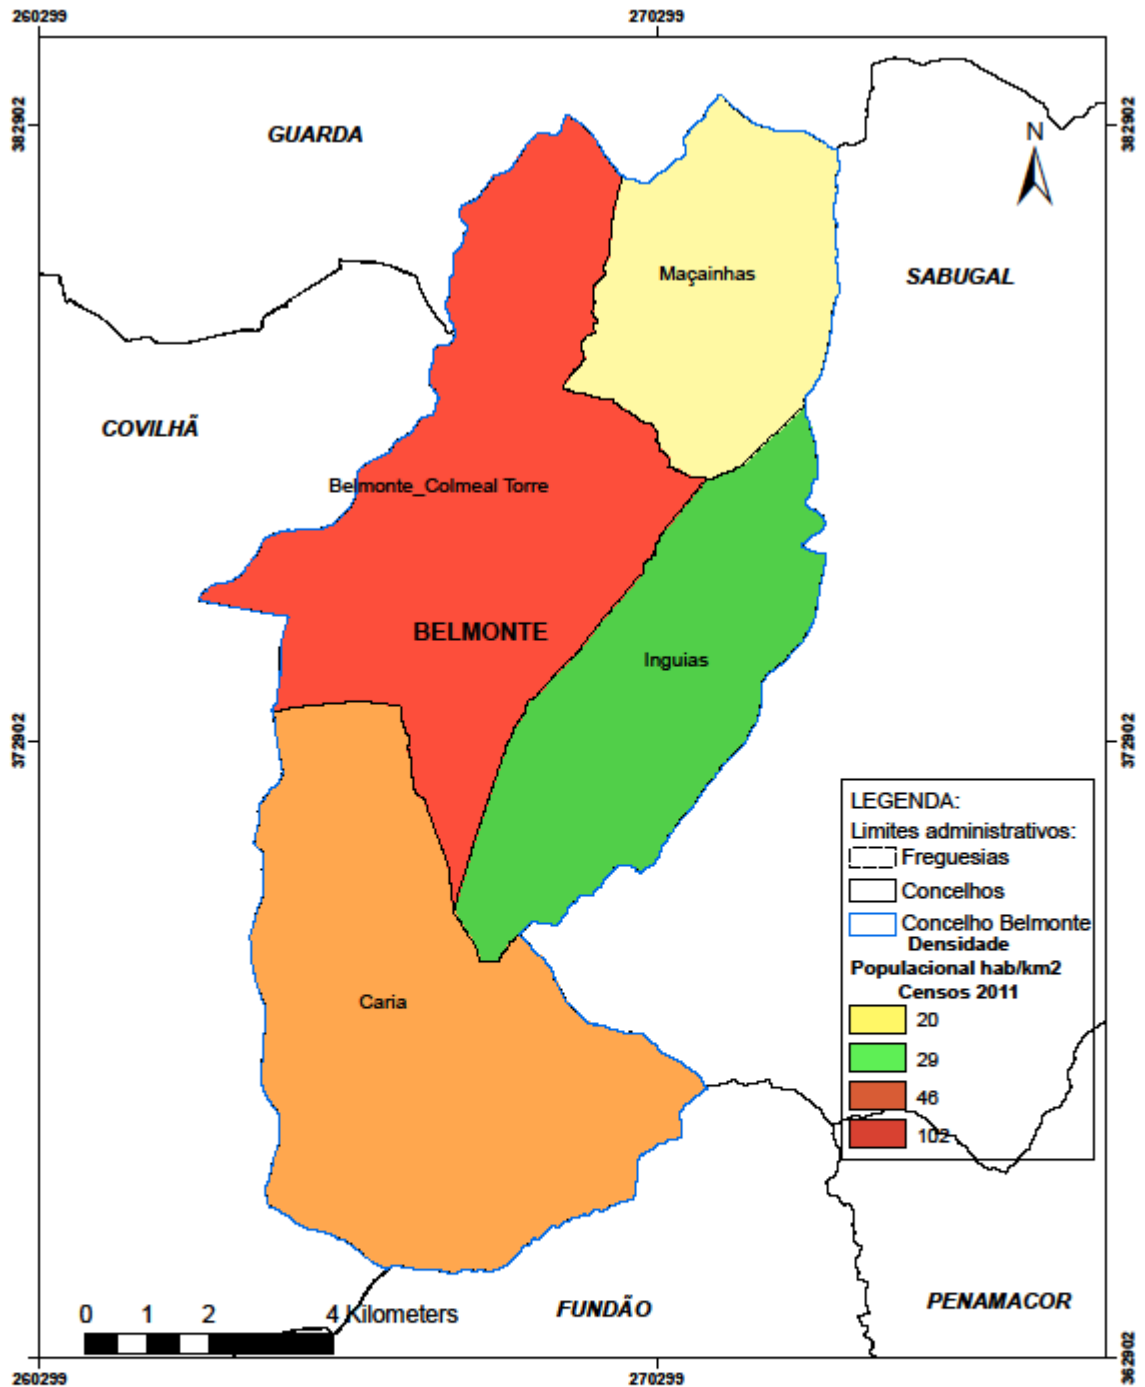 260299 270299
382902 382902
GUARDA
N
Maçainhas
SABUGAL
COVILHÃ
Belmonte_Colmeal Torre
BELMONTE
Inguias
372902 372902
LEGENDA:
Limites administrativos:
Freguesias
Concelhos
Concelho Belmonte
Densidade
Populacional hab/km2
Censos 2011
20
29
46
102
Caria
0 1 2 4 Kilometers
FUNDÃO
PENAMACOR
362902
260299 270299